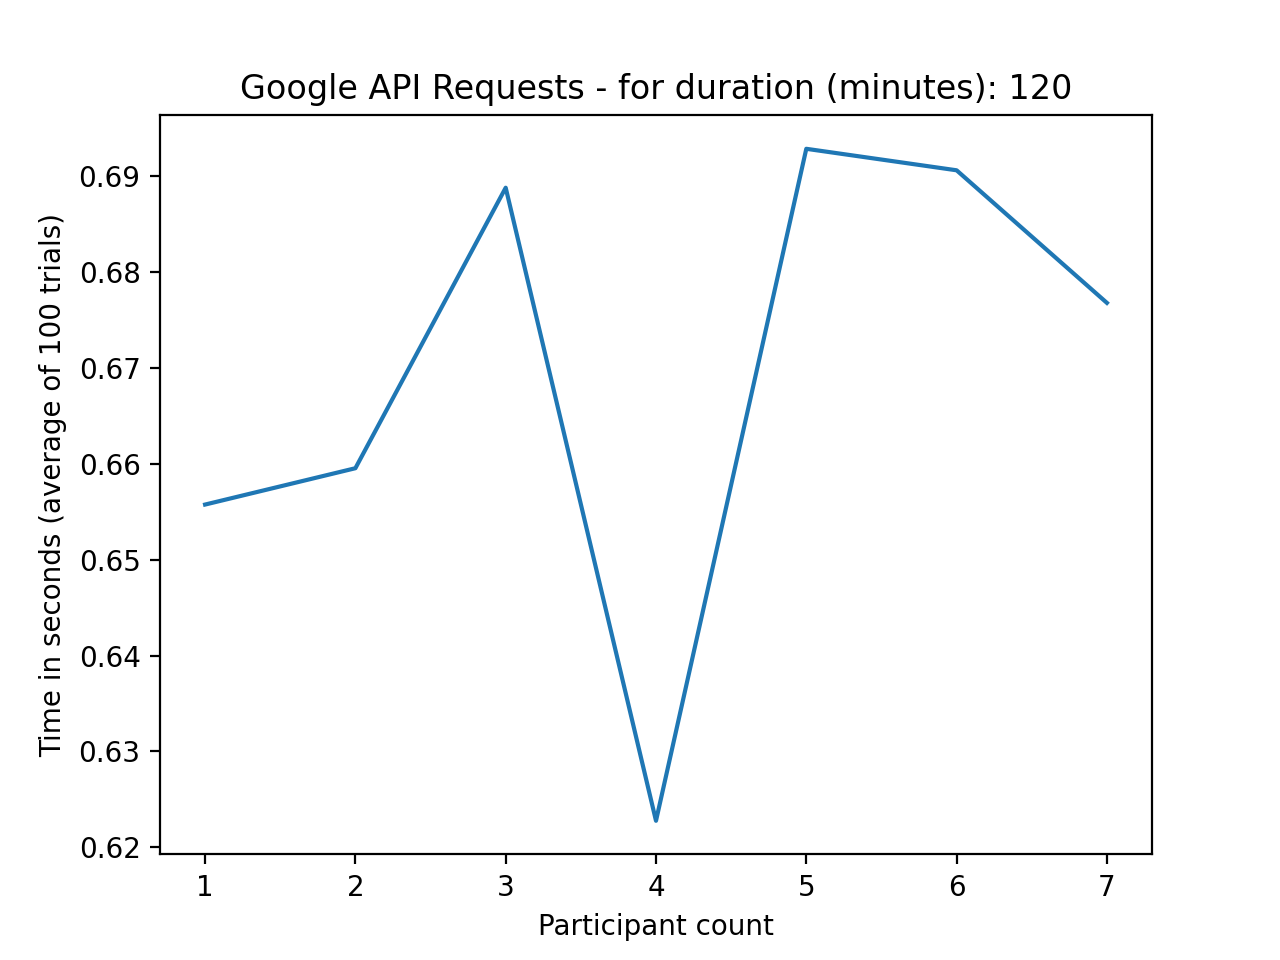 Google API Requests - for duration (minutes): 120
Time in seconds (average of 100 trials)
0.69
0.68
0.67
0.66
0.65
0.64
0.63
0.62
1 2 3 4 5 6 7
Participant count